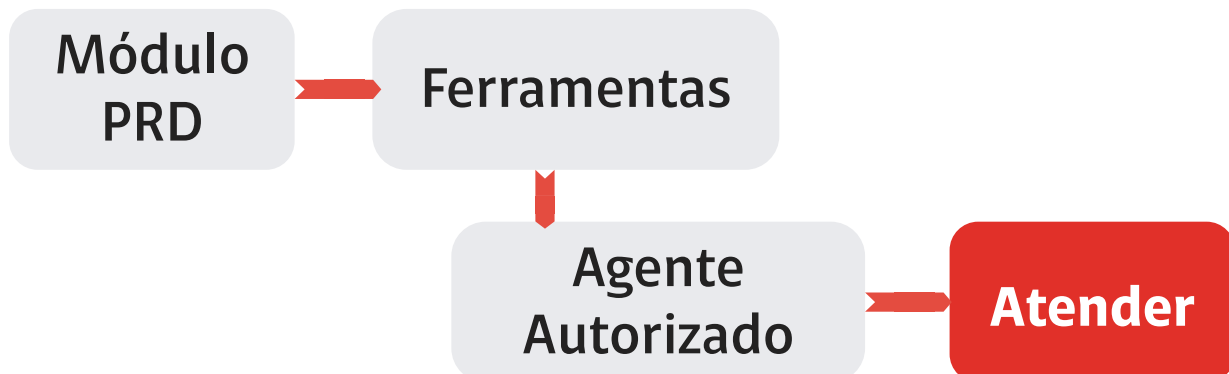 Módulo
PRD
Ferramentas
Agente
Autorizado
Atender